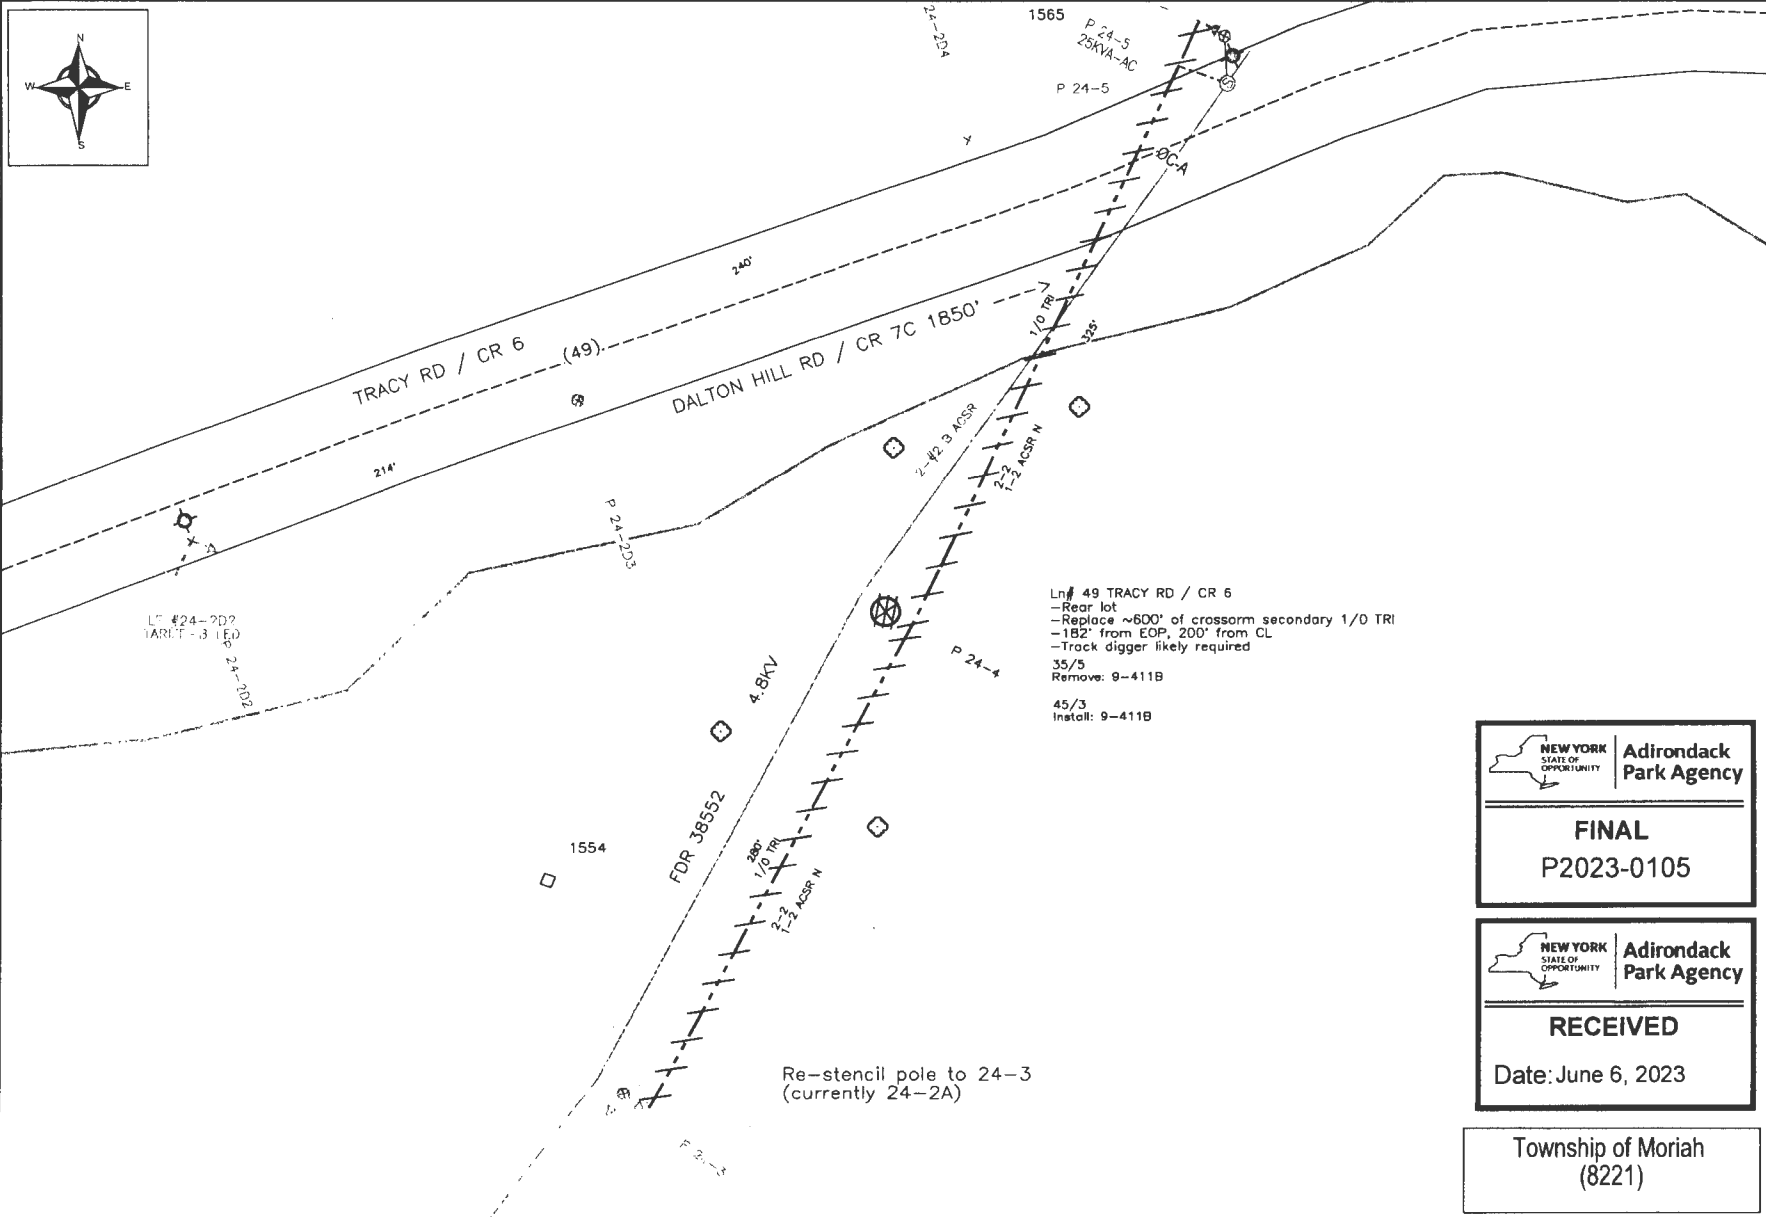 N
W
E
S
24-2D4
1565
P 24-5
25KVA-AC
P 24-5
ØC-A
240'
TRACY RD / CR 6
(49)
DALTON HILL RD / CR 7C 1850'
1/0 TRI
325'
214'
2-#2 3 ACSR
2-2
1-2 ACSR N
P 24-2D3
P 24-2D2
P 24-4
Ln# 49 TRACY RD / CR 6
-Rear lot
-Replace ~600' of crossorm secondary 1/0 TRI
-182' from EOP, 200' from CL
-Track digger likely required
35/5
Remove: 9-411B
45/3
Install: 9-411B
4.8KV
FDR 38552
1554
280'
1/0 TRI
2-2
1-2 ACSR N
Re-stencil pole to 24-3
(currently 24-2A)
NEW YORK
STATE OF
OPPORTUNITY
Adirondack
Park Agency
FINAL
P2023-0105
NEW YORK
STATE OF
OPPORTUNITY
Adirondack
Park Agency
RECEIVED
Date: June 6, 2023
Township of Moriah
(8221)